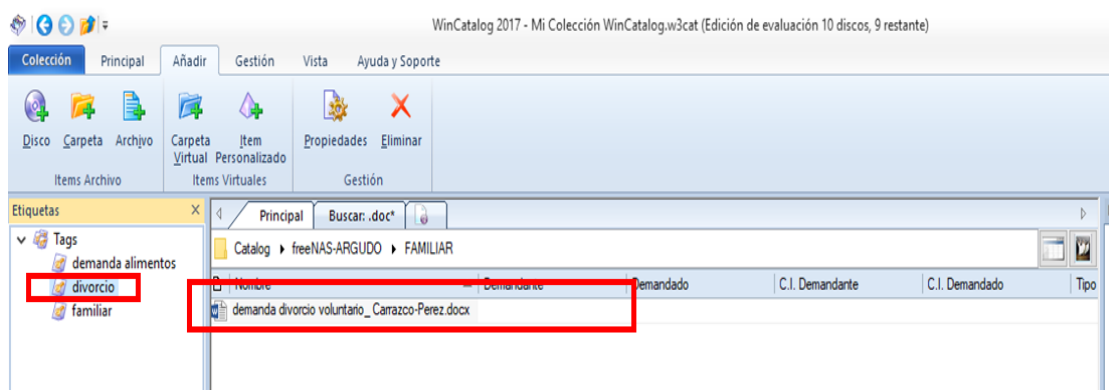 WinCatalog 2017 - Mi Colección WinCatalog.w3cat (Edición de evaluación 10 discos, 9 restante)
Colección Principal Añadir Gestión Vista Ayuda y Soporte
Disco Carpeta Archivo Carpeta Virtual Item Personalizado Propiedades Eliminar
Items Archivo Items Virtuales Gestión
Etiquetas X Principal Buscar: .doc*
Tags Catalog FAMILIAR freeNAS-ARGUDO
demanda alimentos
divorcio Nombre Demandante Demandado C.I. Demandante C.I. Demandado Tipo
familiar demanda divorcio voluntario_ Carrazco-Perez.docx